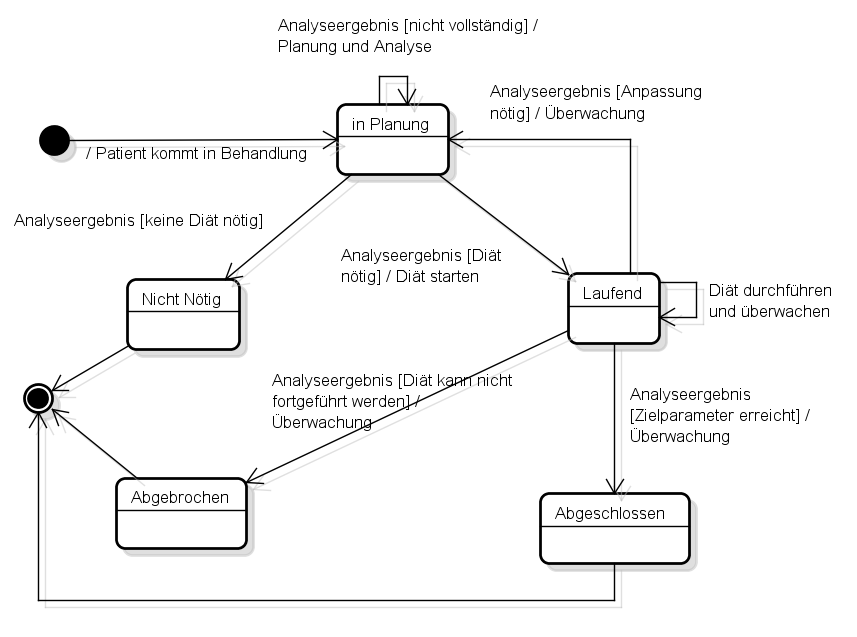 Analyseergebnis [nicht vollständig] /
Planung und Analyse
Analyseergebnis [Anpassung
nötig] / Überwachung
in Planung
/ Patient kommt in Behandlung
Analyseergebnis [keine Diät nötig]
Analyseergebnis [Diät
nötig] / Diät starten
Nicht Nötig
Laufend
Diät durchführen
und überwachen
Analyseergebnis [Diät kann nicht
fortgeführt werden] /
Überwachung
Analyseergebnis
[Zielparameter erreicht] /
Überwachung
Abgebrochen
Abgeschlossen